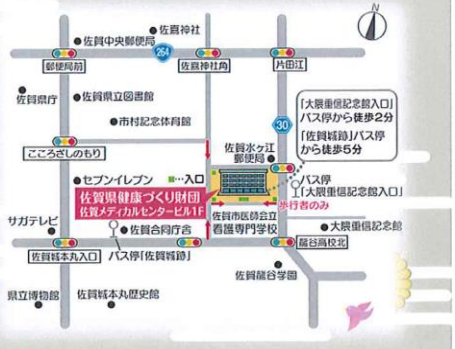 N
佐嘉神社
佐賀中央郵便局
264
郵便局前
佐嘉神社角
片田江
佐賀県庁
佐賀県立図書館
市村記念体育館
30
「大隈重信記念館入口」
バス停から徒歩2分
「佐賀城跡」バス停
から徒歩5分
こころざしのもり
佐賀水ヶ江
郵便局
セブンイレブン
…入口
バス停
「大隈重信記念館入口」
佐賀県健康づくり財団
佐賀メディカルセンタービル1F
歩行者のみ
サガテレビ
佐賀合同庁舎
佐賀市医師会立
看護専門学校
大隈重信記念館
佐賀城本丸入口
バス停「佐賀城跡」
龍谷高校北
佐賀龍谷学園
県立博物館
佐賀城本丸歴史館